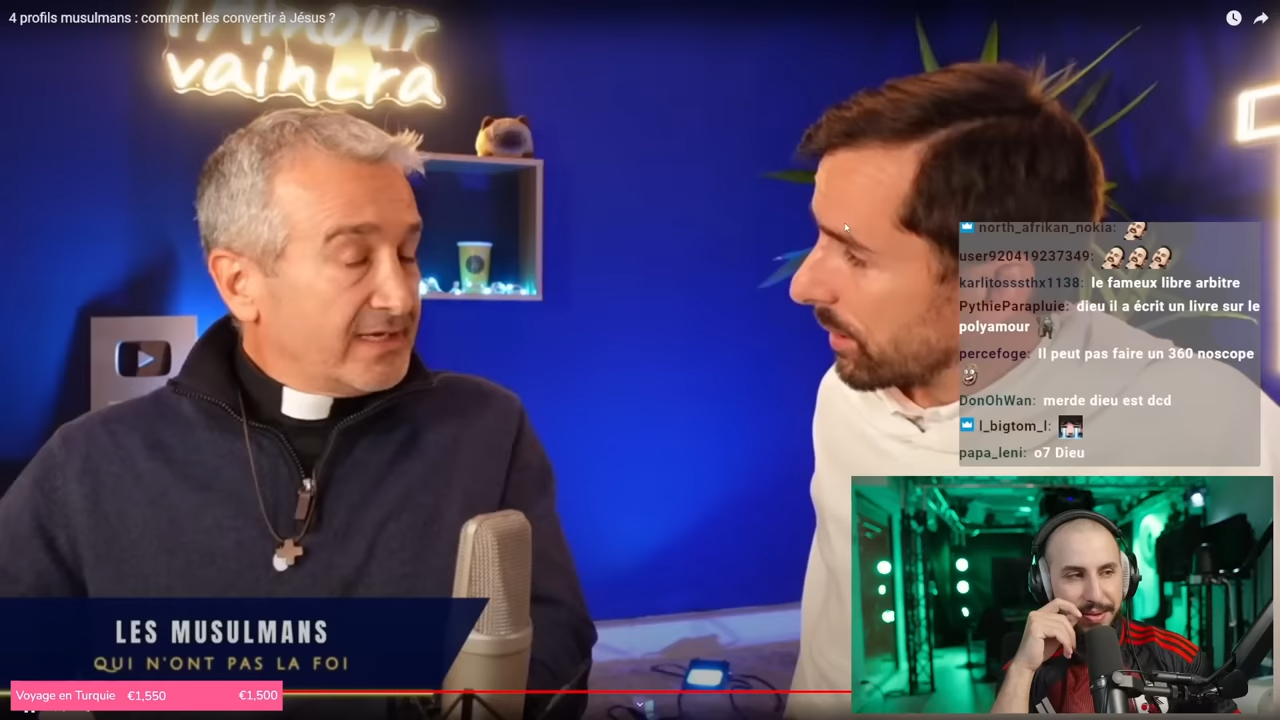 4 profils musulmans : comment les convertir à Jésus ?
l'Amour
vaincra
north_afrikan_nokia:
user920419237349:
karlitosssthx1138: le fameux libre arbitre
PythieParapluie: dieu il a écrit un livre sur le
polyamour
percefoge: Il peut pas faire un 360 noscope
DonOhWan: merde dieu est dcd
l_bigtom_l:
papa_leni: o7 Dieu
LES MUSULMANS
QUI N'ONT PAS LA FOI
Voyage en Turquie €1,550 €1,500